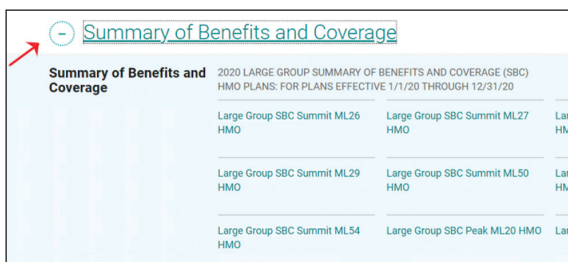 Summary of Benefits and Coverage
Summary of Benefits and
Coverage
2020 LARGE GROUP SUMMARY OF BENEFITS AND COVERAGE (SBC)
HMO PLANS: FOR PLANS EFFECTIVE 1/1/20 THROUGH 12/31/20
Large Group SBC Summit ML26
HMO
Large Group SBC Summit ML27
HMO
Large Group SBC Summit ML29
HMO
Large Group SBC Summit ML50
HMO
Large Group SBC Summit ML54
HMO
Large Group SBC Peak ML20 HMO